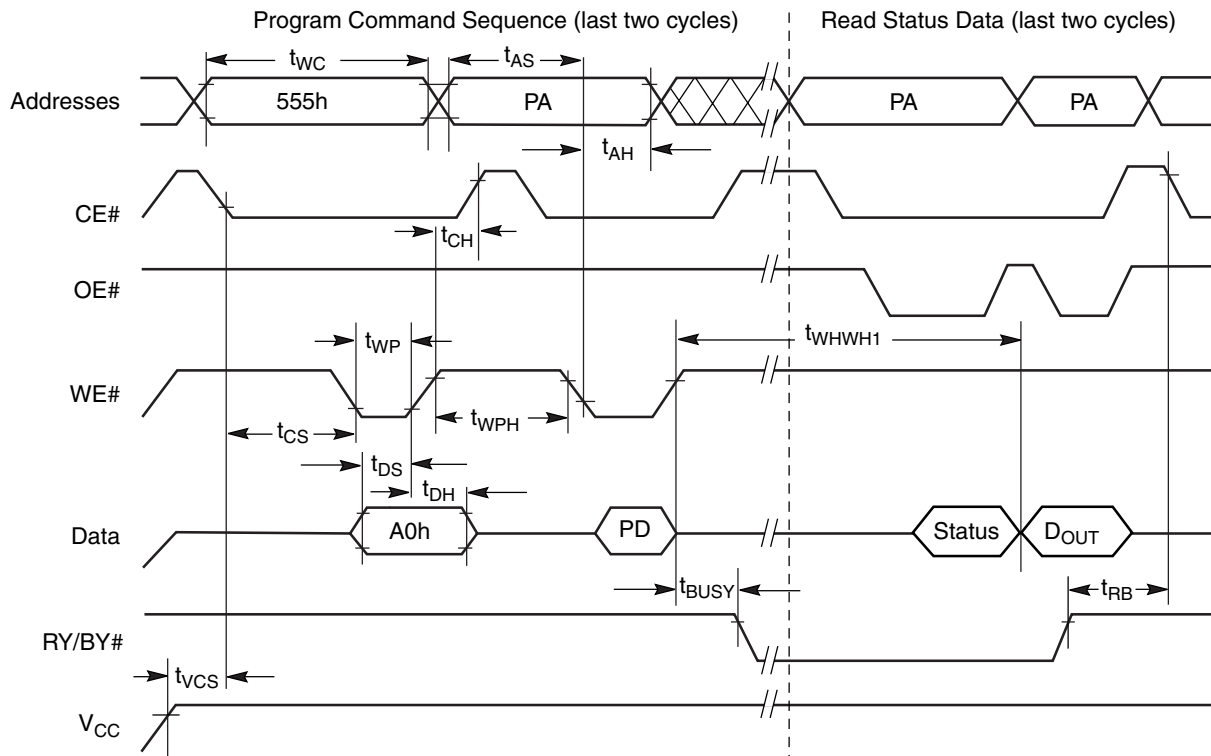 Program Command Sequence (last two cycles)
Read Status Data (last two cycles)
tWC
tAS
Addresses
555h
PA
PA
PA
tAH
CE#
tCH
OE#
tWP
tWHWH1
WE#
tWPH
tCS
tDS
tDH
Data
A0h
PD
Status
DOUT
tBUSY
tRB
RY/BY#
tVCS
VCC